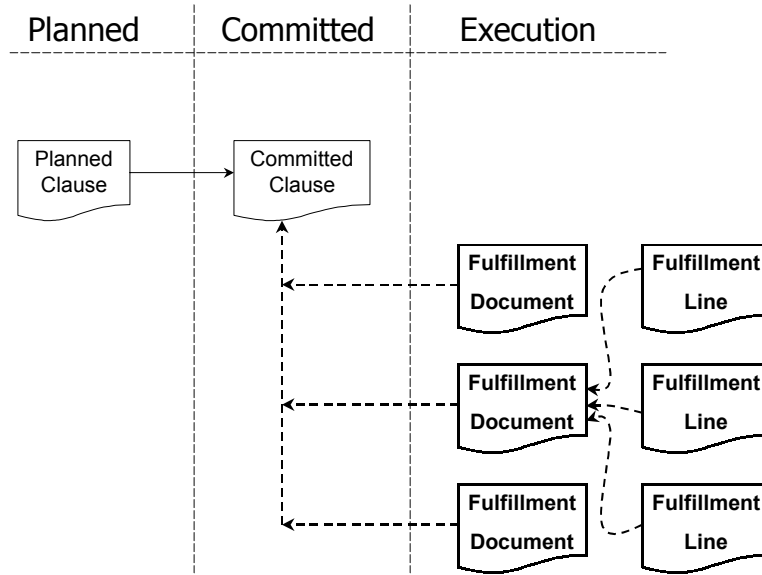 Planned
Committed
Execution
Planned
Clause
Committed
Clause
Fulfillment
Document
Fulfillment
Line
Fulfillment
Document
Fulfillment
Line
Fulfillment
Document
Fulfillment
Line